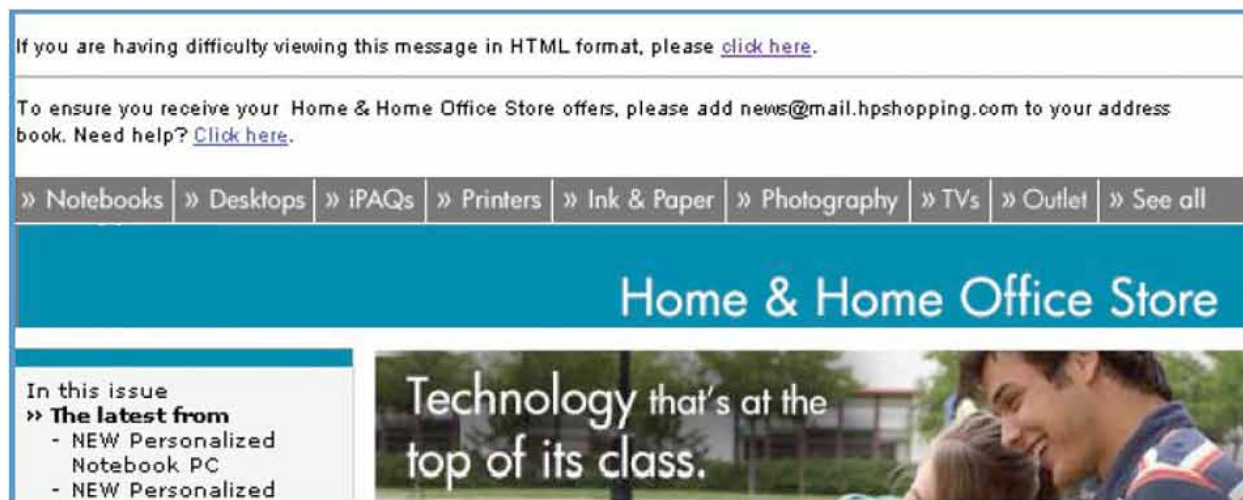 If you are having difficulty viewing this message in HTML format, please click here.
To ensure you receive your Home & Home Office Store offers, please add news@mail.hpshopping.com to your address
book. Need help? Click here.
» Notebooks » Desktops » iPAQs » Printers » Ink & Paper » Photography » TVs » Outlet » See all
Home & Home Office Store
In this issue
» The latest from
- NEW Personalized
Notebook PC
- NEW Personalized
Technology that's at the
top of its class.